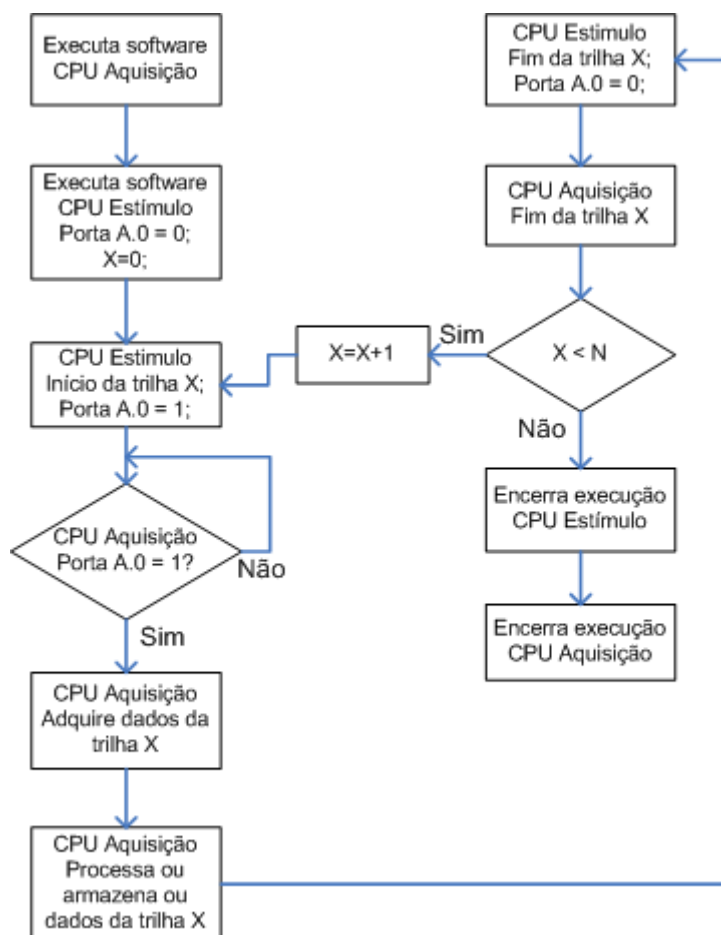 Executa software
CPU Aquisição
Executa software
CPU Estímulo
Porta A.0 = 0;
X=0;
CPU Estimulo
Início da trilha X;
Porta A.0 = 1;
CPU Aquisição
Porta A.0 = 1?
Não
Sim
CPU Aquisição
Adquire dados da
trilha X
CPU Aquisição
Processa ou
armazena ou
dados da trilha X
CPU Estimulo
Fim da trilha X;
Porta A.0 = 0;
CPU Aquisição
Fim da trilha X
X < N
Sim
X=X+1
Não
Encerra execução
CPU Estímulo
Encerra execução
CPU Aquisição